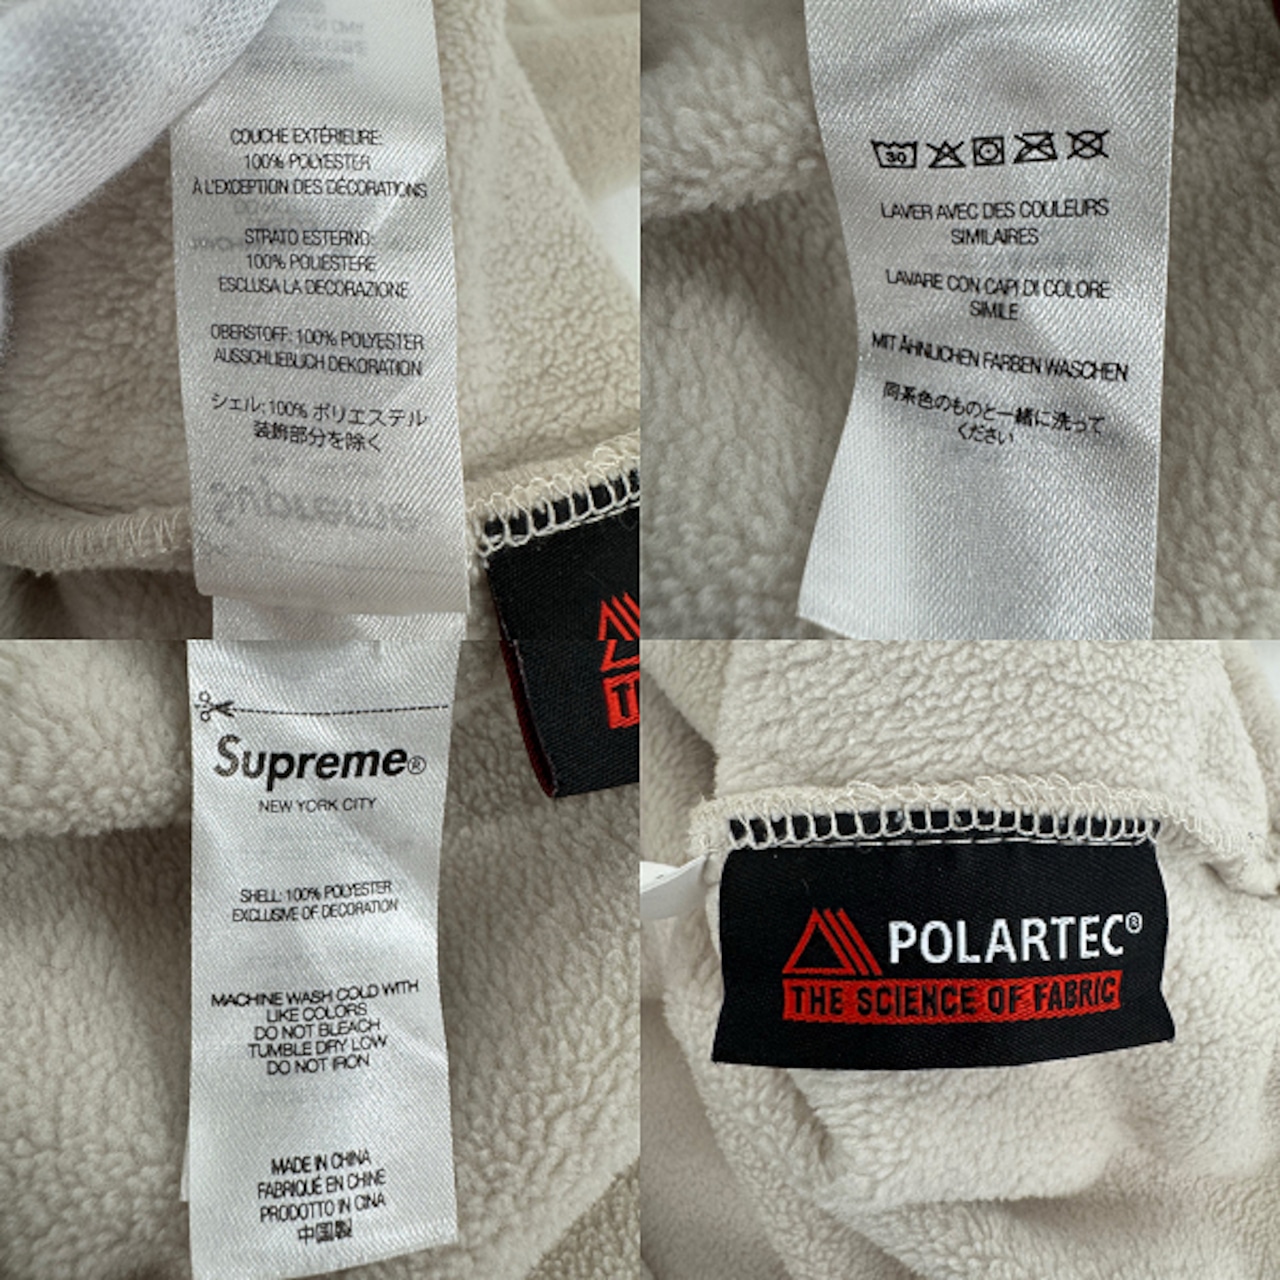 COUCHE EXTÉRIEURE:
100% POLYESTER
À L'EXCEPTION DES DÉCORATIONS
STRATO ESTERNO:
100% POLIESTERE
ESCLUSA LA DECORAZIONE
OBERSTOFF: 100% POLYESTER
AUSSCHLIEBLICH DEKORATION
シェル: 100% ポリエステル
装飾部分を除く
30
LAVER AVEC DES COULEURS
SIMILAIRES
LAVARE CON CAPI DI COLORE
SIMILE
MIT ÄHNLICHEN FARBEN WASCHEN
同系色のものと一緒に洗って
ください
Supreme®
NEW YORK CITY
SHELL: 100% POLYESTER
EXCLUSIVE OF DECORATION
MACHINE WASH COLD WITH
LIKE COLORS
DO NOT BLEACH
TUMBLE DRY LOW
DO NOT IRON
MADE IN CHINA
FABRIQUÉ EN CHINE
PRODOTTO IN CINA
中国製
POLARTEC®
THE SCIENCE OF FABRIC